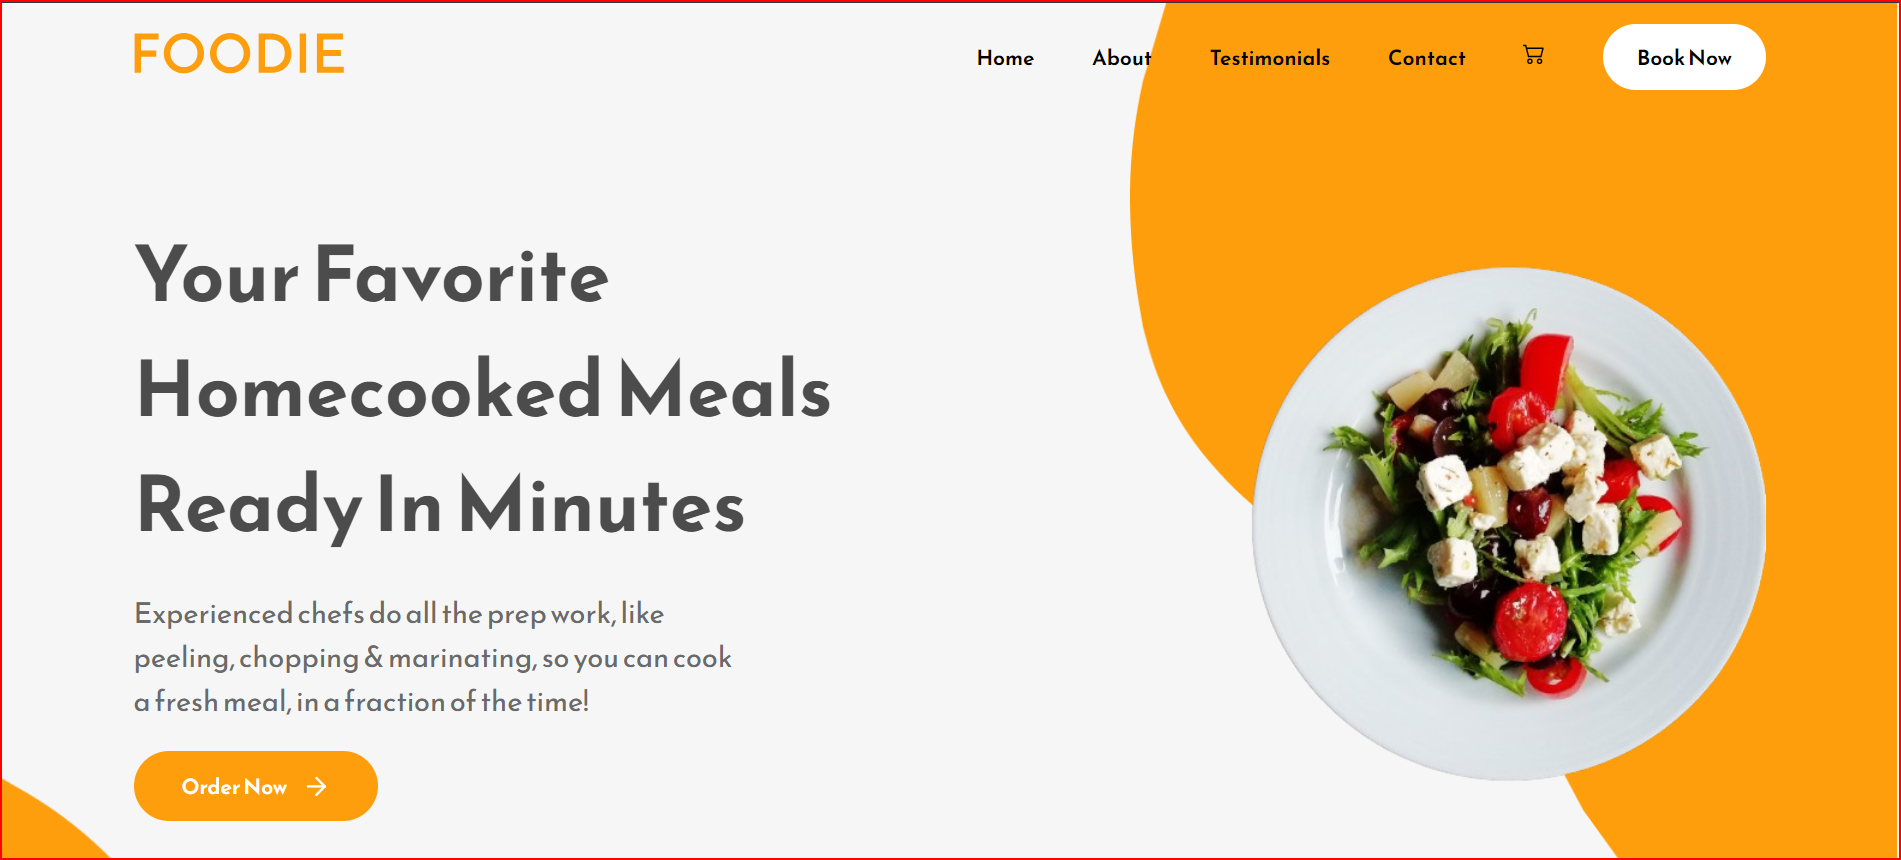 FOODIE
Home About Testimonials Contact Book Now
Your Favorite
Homecooked Meals
Ready In Minutes
Experienced chefs do all the prep work, like
peeling, chopping & marinating, so you can cook
a fresh meal, in a fraction of the time!
Order Now